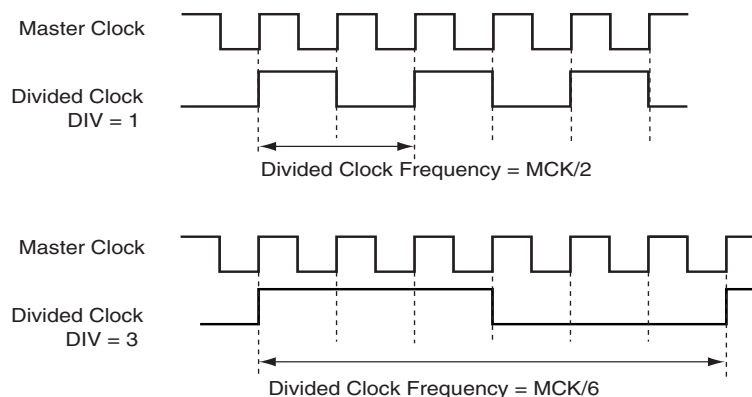 Master Clock
Divided Clock
DIV = 1
Divided Clock Frequency = MCK/2
Master Clock
Divided Clock
DIV = 3
Divided Clock Frequency = MCK/6